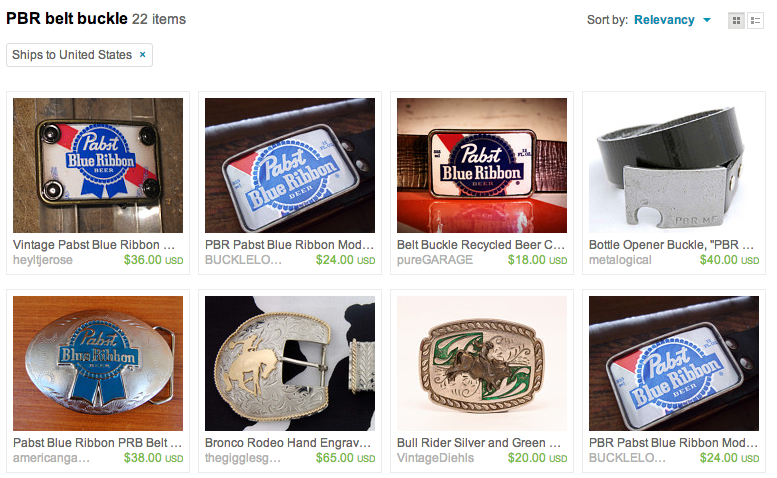 PBR belt buckle 22 items
Sort by: Relevancy
Ships to United States ×
Pabst
Blue Ribbon
BEER
Pabst
Blue Ribbon
BEER
Pabst
Blue Ribbon
BEER
12
FL. OZ.
PBR ME
Vintage Pabst Blue Ribbon ...
heyltjerose $36.00 USD
PBR Pabst Blue Ribbon Mod...
BUCKLELO... $24.00 USD
Belt Buckle Recycled Beer C...
pureGARAGE $18.00 USD
Bottle Opener Buckle, "PBR ...
metalogical $40.00 USD
Pabst
Blue Ribbon
BEER
Pabst
Blue Ribbon
BEER
Pabst Blue Ribbon PRB Belt ...
americanga... $38.00 USD
Bronco Rodeo Hand Engrav...
thegigglesg... $65.00 USD
Bull Rider Silver and Green ...
VintageDiehls $20.00 USD
PBR Pabst Blue Ribbon Mod...
BUCKLELO... $24.00 USD